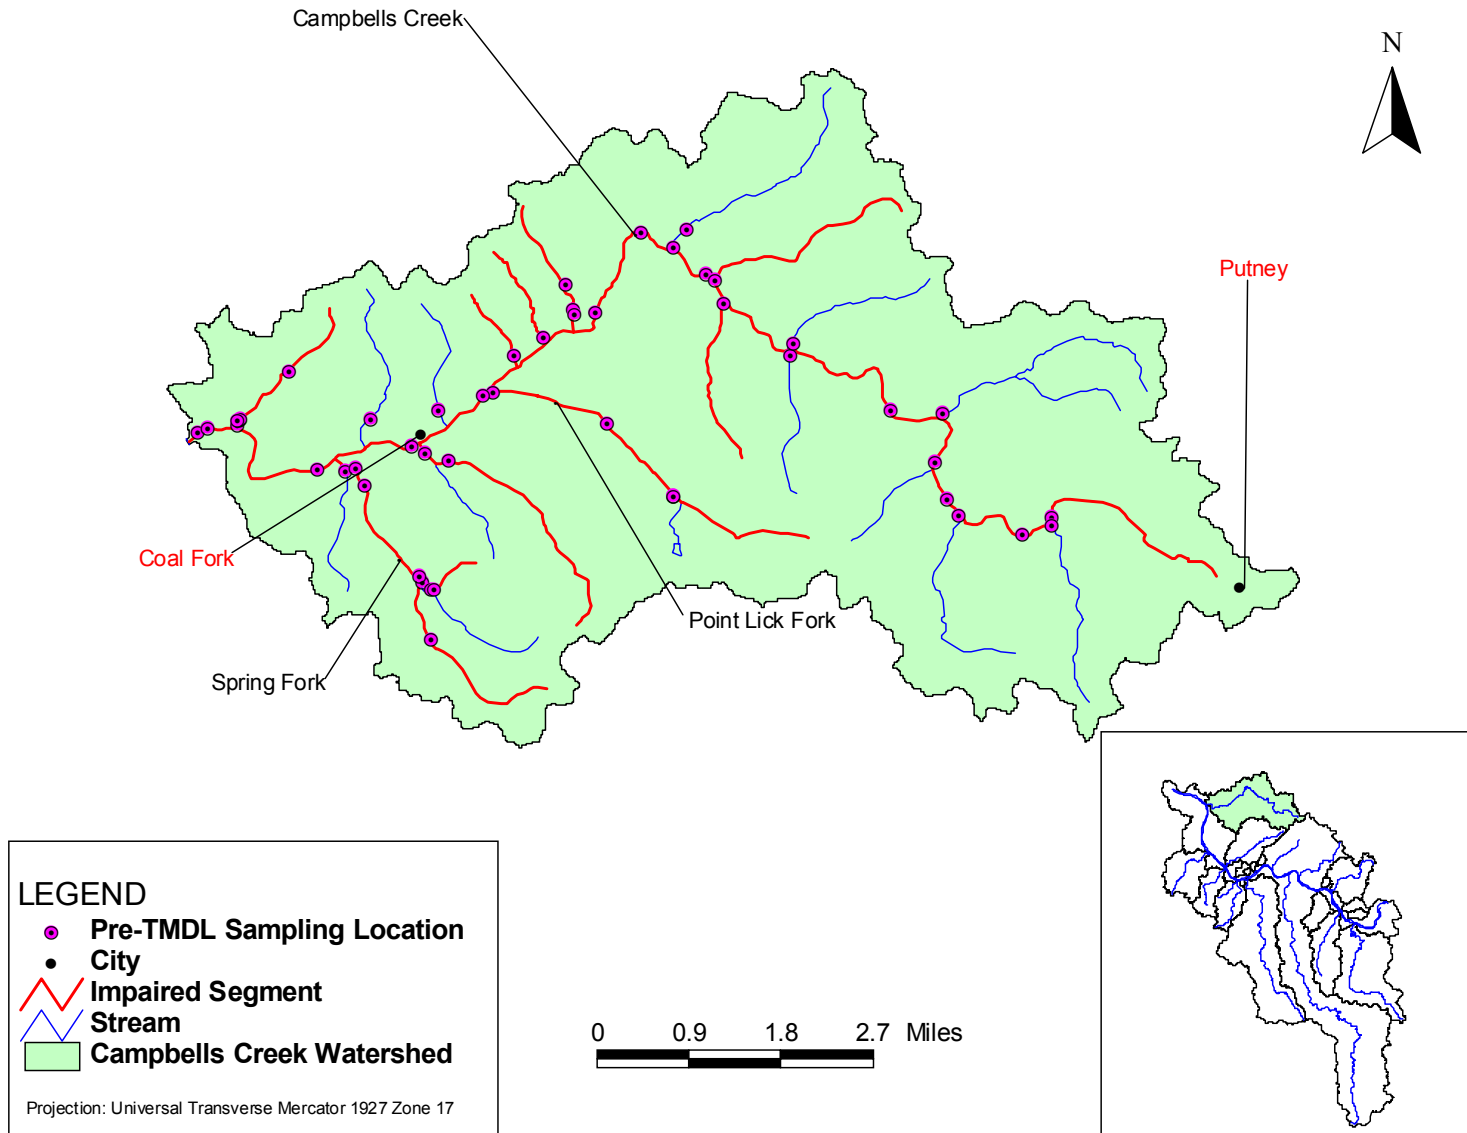 Campbells Creek
N
Putney
Coal Fork
Point Lick Fork
Spring Fork
LEGEND
Pre-TMDL Sampling Location
City
Impaired Segment
Stream
Campbells Creek Watershed
Projection: Universal Transverse Mercator 1927 Zone 17
0 0.9 1.8 2.7 Miles